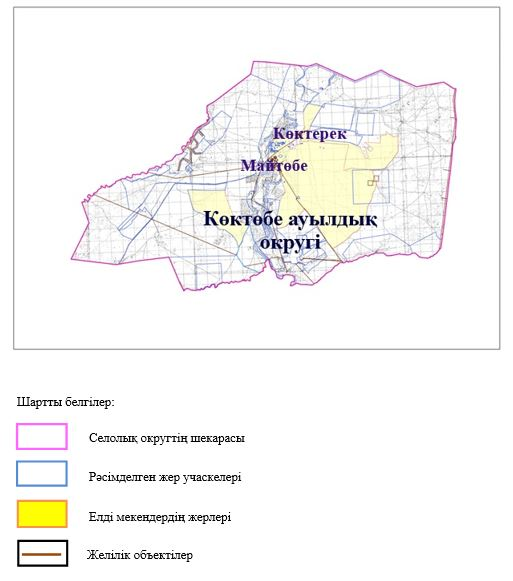 Көктерек
Майтөбе
Көктөбе ауылдық
округі
Шартты белгілер:
Селолық округтің шекарасы
Рәсімделген жер учаскелері
Елді мекендердің жерлері
Желілік объектілер